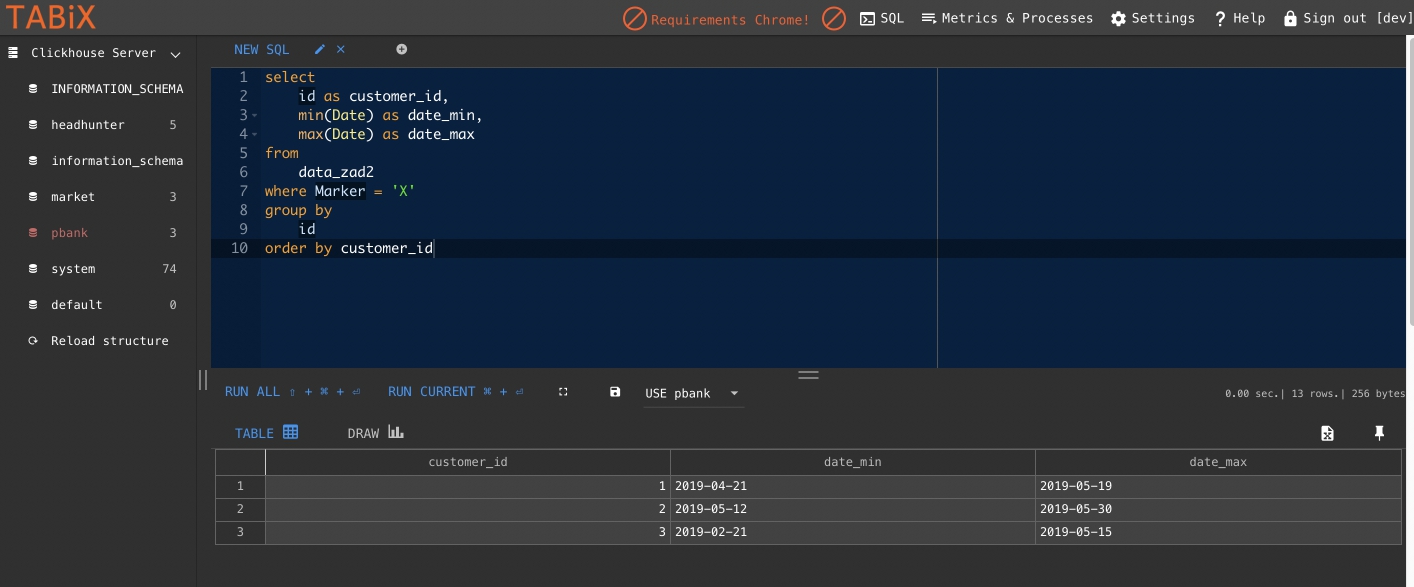 TABiX
Requirements Chrome! SQL Metrics & Processes Settings ? Help Sign out [dev]
Clickhouse Server
INFORMATION_SCHEMA
headhunter 5
information_schema
market 3
pbank 3
system 74
default 0
Reload structure
NEW SQL
1 select
2 id as customer_id,
3 min(Date) as date_min,
4 max(Date) as date_max
5 from
6 data_zad2
7 where Marker = 'X'
8 group by
9 id
10 order by customer_id
RUN ALL ⇧ + ⌘ + ⏎ RUN CURRENT ⌘ + ⏎ USE pbank 0.00 sec.| 13 rows.| 256 bytes
TABLE DRAW
customer_id date_min date_max
1 1 2019-04-21 2019-05-19
2 2 2019-05-12 2019-05-30
3 3 2019-02-21 2019-05-15